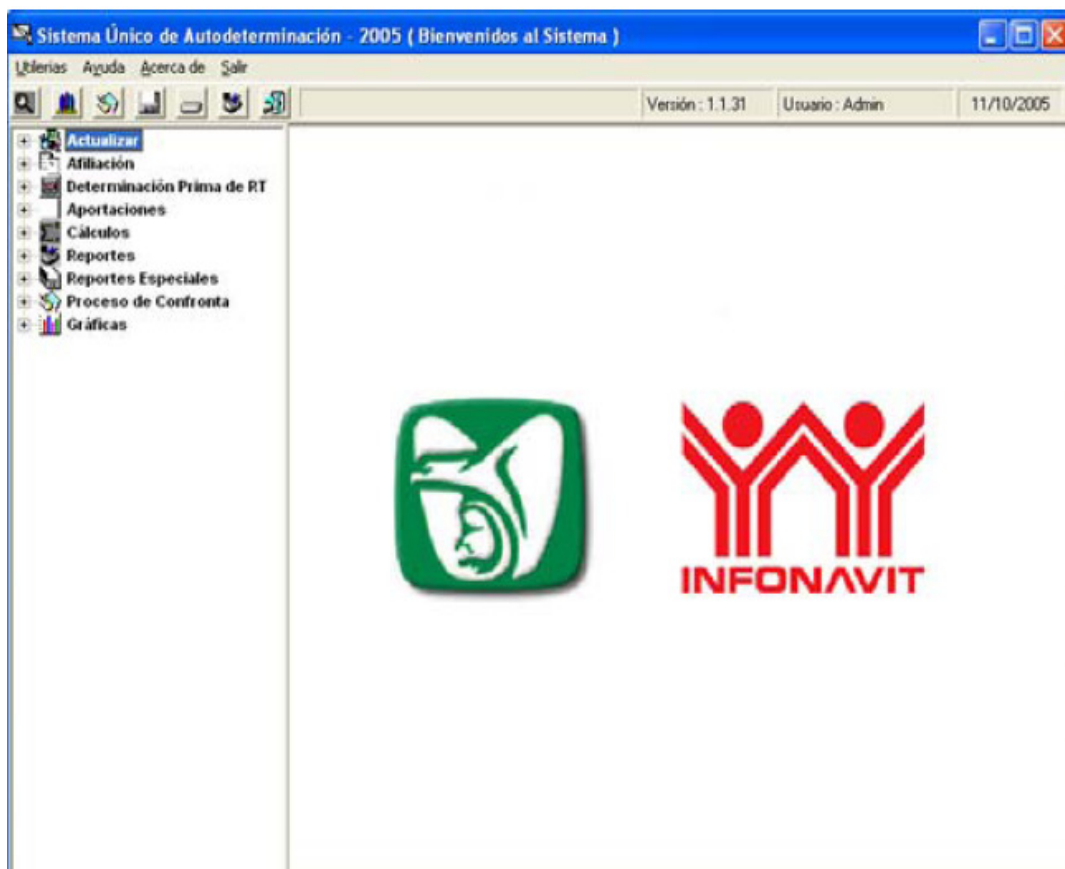 Sistema Único de Autodeterminación - 2005 ( Bienvenidos al Sistema )
Utilerias Ayuda Acerca de Salir
Versión : 1.1.31 Usuario : Admin 11/10/2005
Actualizar
Afiliación
Determinación Prima de RT
Aportaciones
Cálculos
Reportes
Reportes Especiales
Proceso de Confronta
Gráficas
INFONAVIT